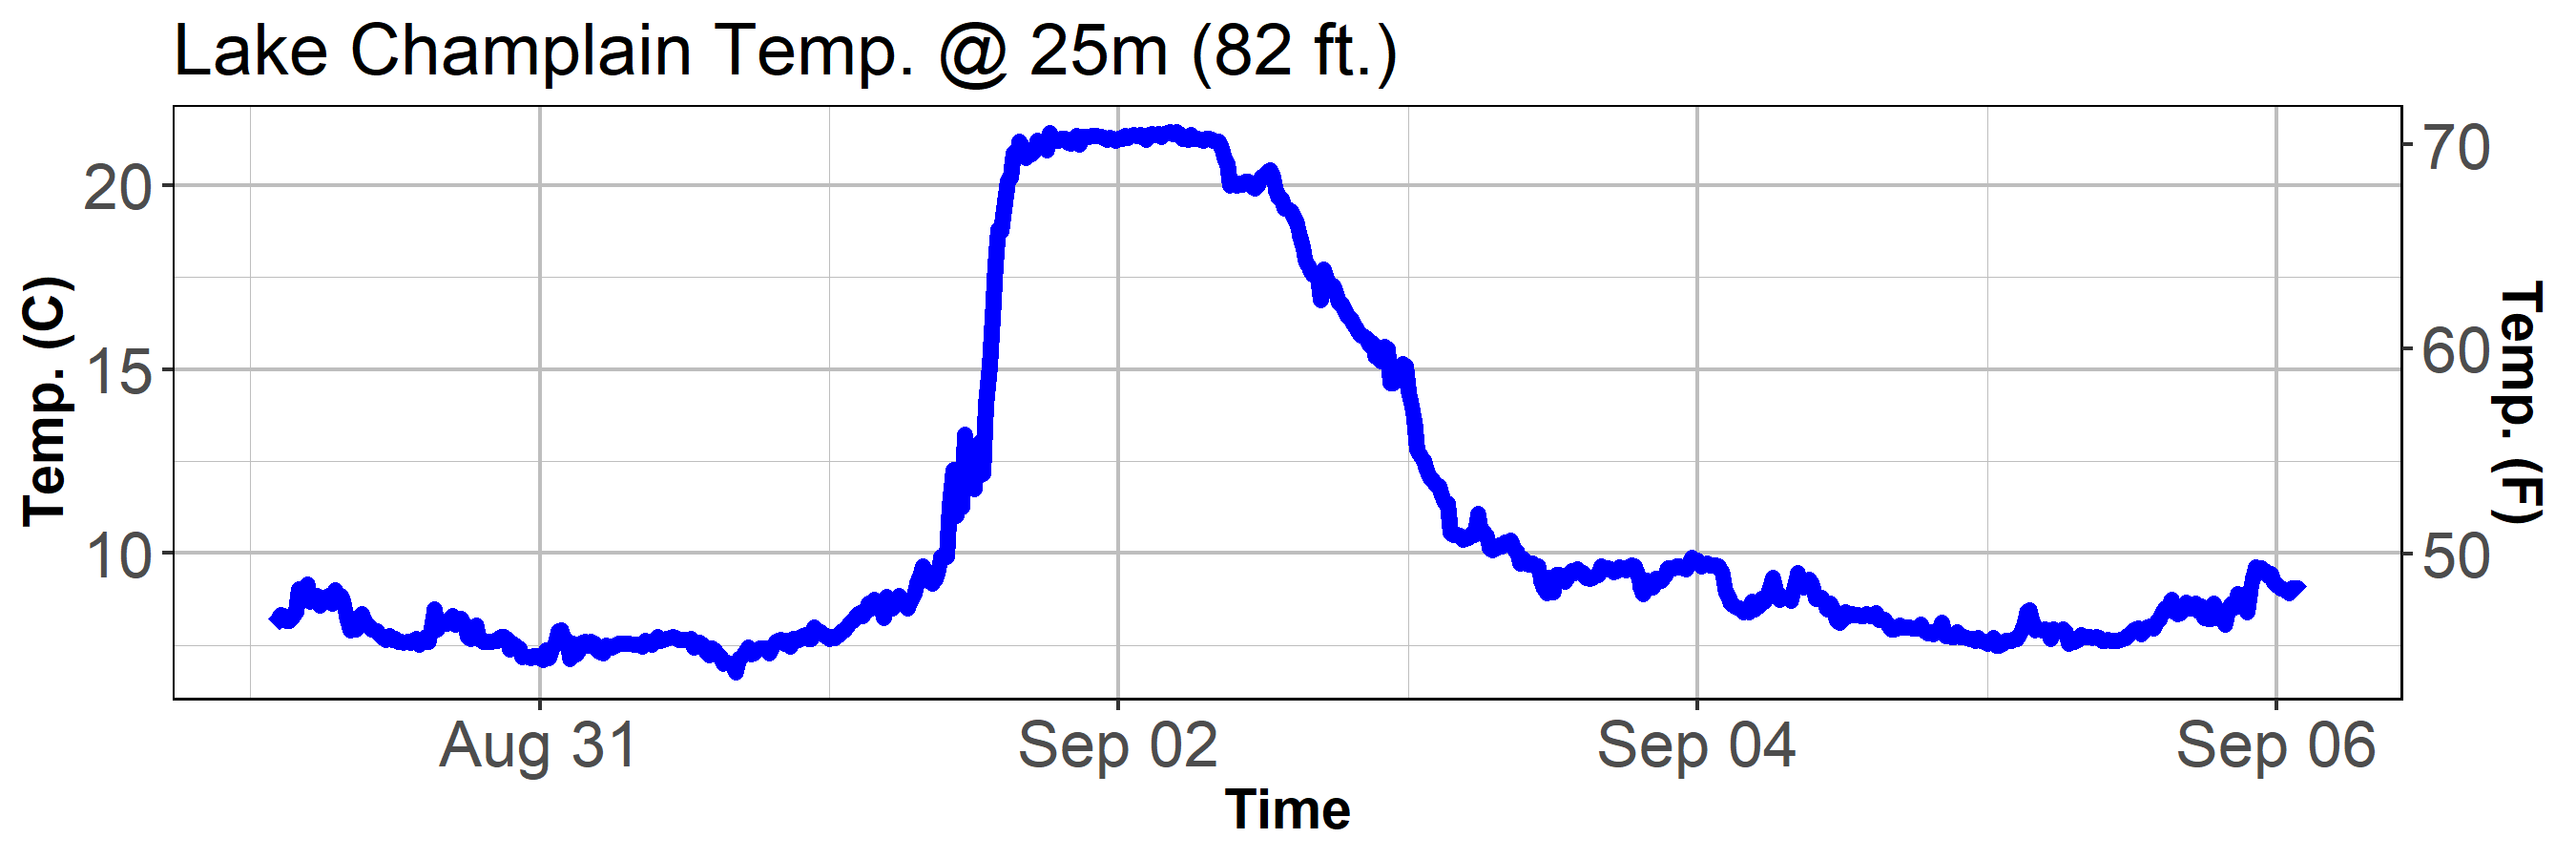 Lake Champlain Temp. @ 25m (82 ft.)
Temp. (C)
20
15
10
70
60
50
Temp. (F)
Aug 31
Sep 02
Sep 04
Sep 06
Time